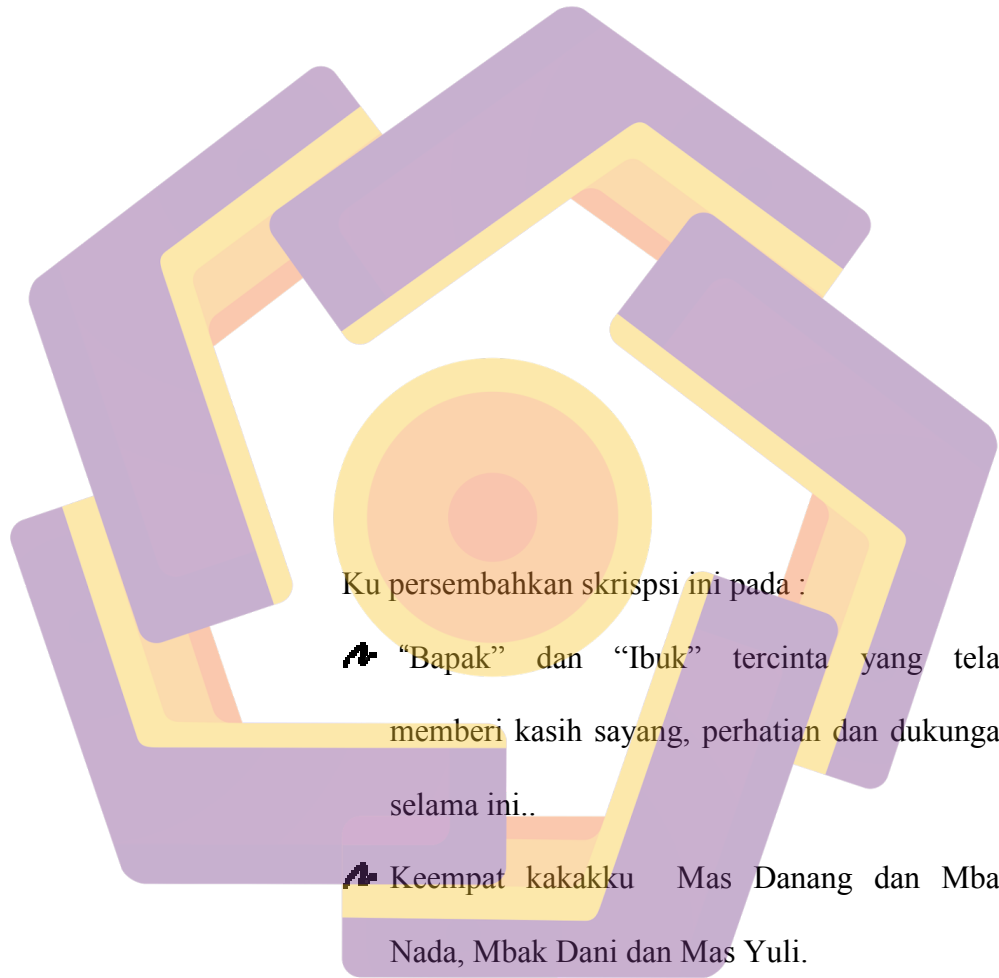 Ku persembahkan skrispsi ini pada :
“Bapak” dan “Ibuk” tercinta yang tela
memberi kasih sayang, perhatian dan dukunga
selama ini..
Keempat kakakku Mas Danang dan Mba
Nada, Mbak Dani dan Mas Yuli.